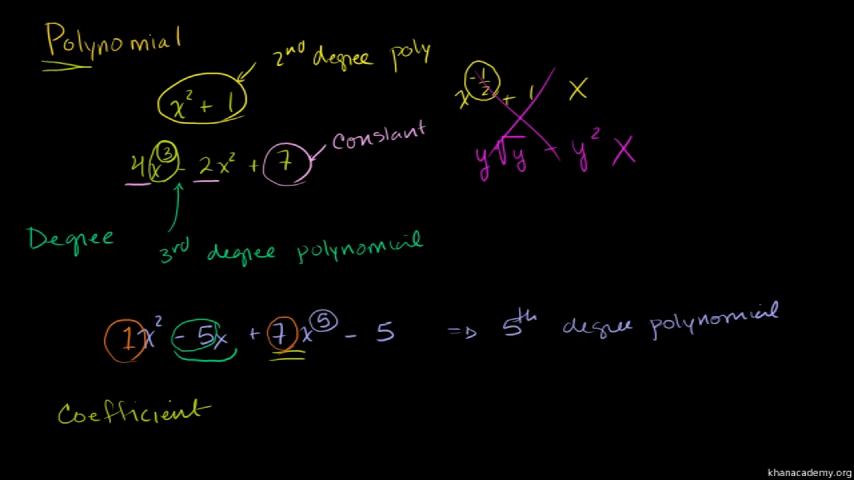 Polynomial
2nd degree poly
x² + 1
x^(-1/2) + 1 X
4x³ - 2x² + 7
constant
y√y - y² X
Degree
3rd degree polynomial
1x² - 5x + 7x⁵ - 5 => 5th degree polynomial
Coefficient
khanacademy.org